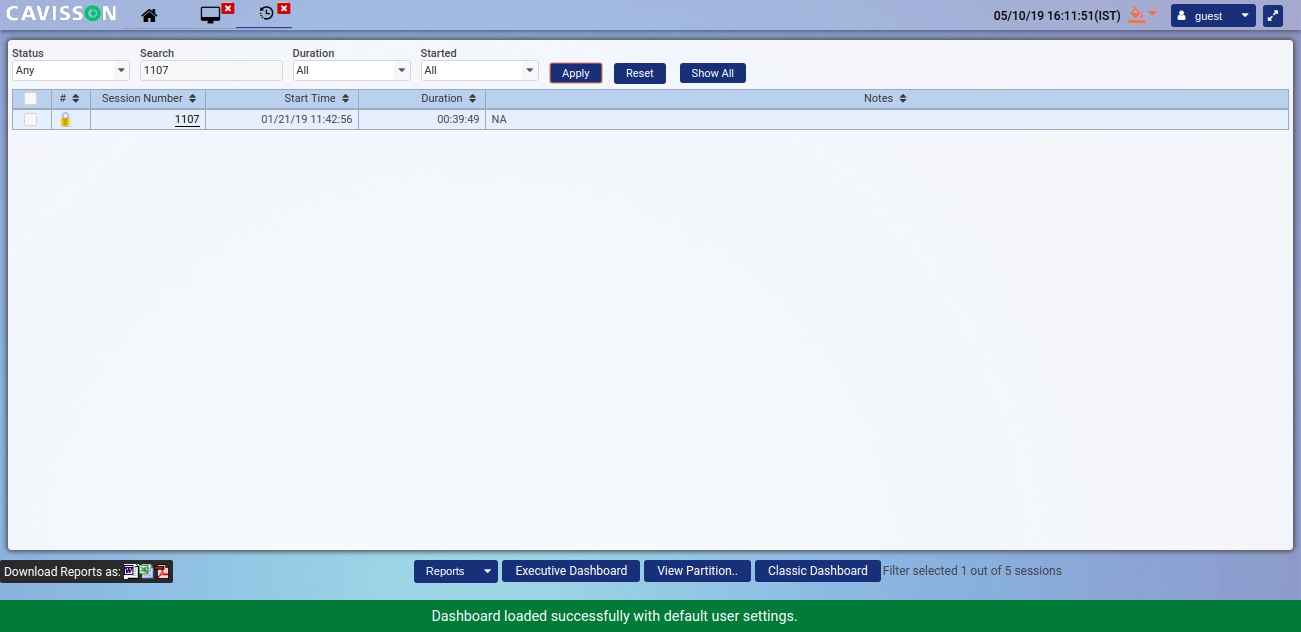 CAVISSON
05/10/19 16:11:51(IST)
guest
Status
Search
Duration
Started
Any
1107
All
All
Apply
Reset
Show All
#
Session Number
Start Time
Duration
Notes
1107
01/21/19 11:42:56
00:39:49
NA
Download Reports as:
Reports
Executive Dashboard
View Partition..
Classic Dashboard
Filter selected 1 out of 5 sessions
Dashboard loaded successfully with default user settings.